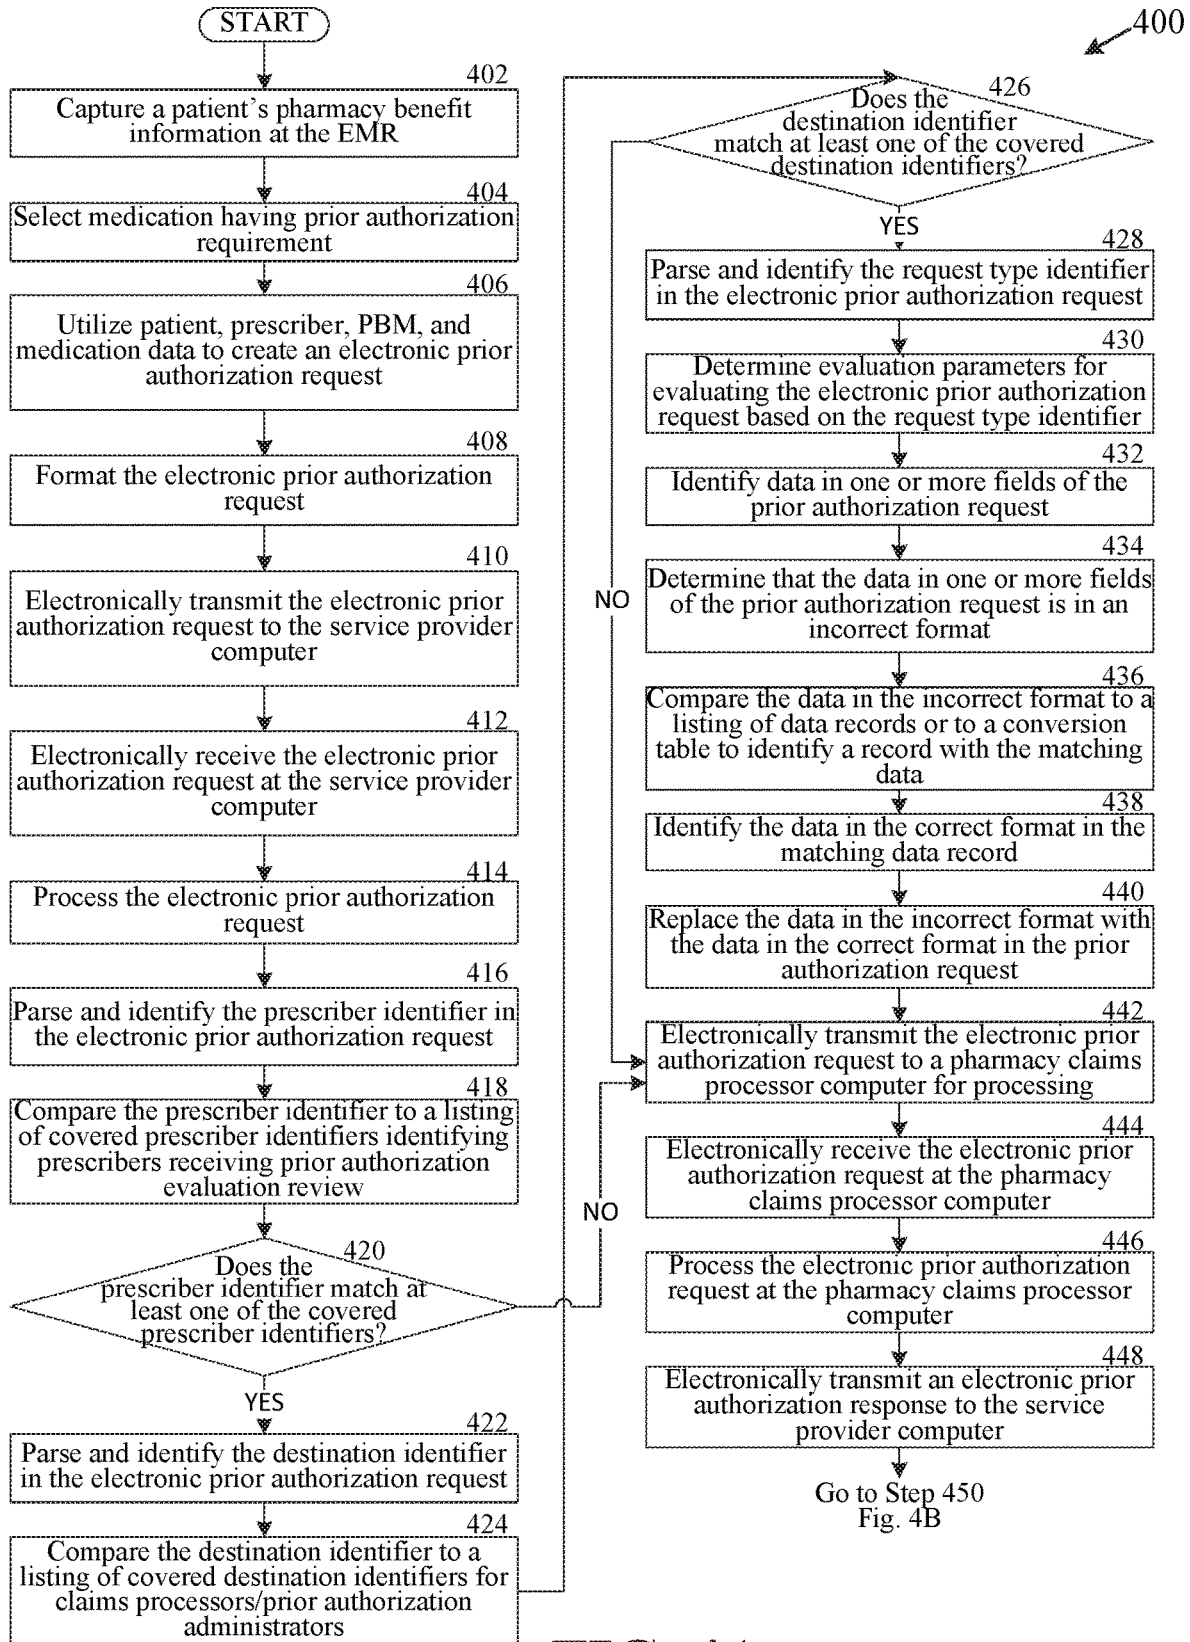 START
400
402
Capture a patient's pharmacy benefit
information at the EMR
404
Select medication having prior authorization
requirement
406
Utilize patient, prescriber, PBM, and
medication data to create an electronic prior
authorization request
408
Format the electronic prior authorization
request
410
Electronically transmit the electronic prior
authorization request to the service provider
computer
412
Electronically receive the electronic prior
authorization request at the service provider
computer
414
Process the electronic prior authorization
request
416
Parse and identify the prescriber identifier in
the electronic prior authorization request
418
Compare the prescriber identifier to a listing
of covered prescriber identifiers identifying
prescribers receiving prior authorization
evaluation review
420
Does the
prescriber identifier match at
least one of the covered
prescriber identifiers?
NO
YES
422
Parse and identify the destination identifier
in the electronic prior authorization request
424
Compare the destination identifier to a
listing of covered destination identifiers for
claims processors/prior authorization
administrators
426
Does the
destination identifier
match at least one of the covered
destination identifiers?
NO
YES
428
Parse and identify the request type identifier
in the electronic prior authorization request
430
Determine evaluation parameters for
evaluating the electronic prior authorization
request based on the request type identifier
432
Identify data in one or more fields of the
prior authorization request
434
Determine that the data in one or more fields
of the prior authorization request is in an
incorrect format
436
Compare the data in the incorrect format to a
listing of data records or to a conversion
table to identify a record with the matching
data
438
Identify the data in the correct format in the
matching data record
440
Replace the data in the incorrect format with
the data in the correct format in the prior
authorization request
442
Electronically transmit the electronic prior
authorization request to a pharmacy claims
processor computer for processing
444
Electronically receive the electronic prior
authorization request at the pharmacy
claims processor computer
446
Process the electronic prior authorization
request at the pharmacy claims processor
computer
448
Electronically transmit an electronic prior
authorization response to the service
provider computer
Go to Step 450
Fig. 4B